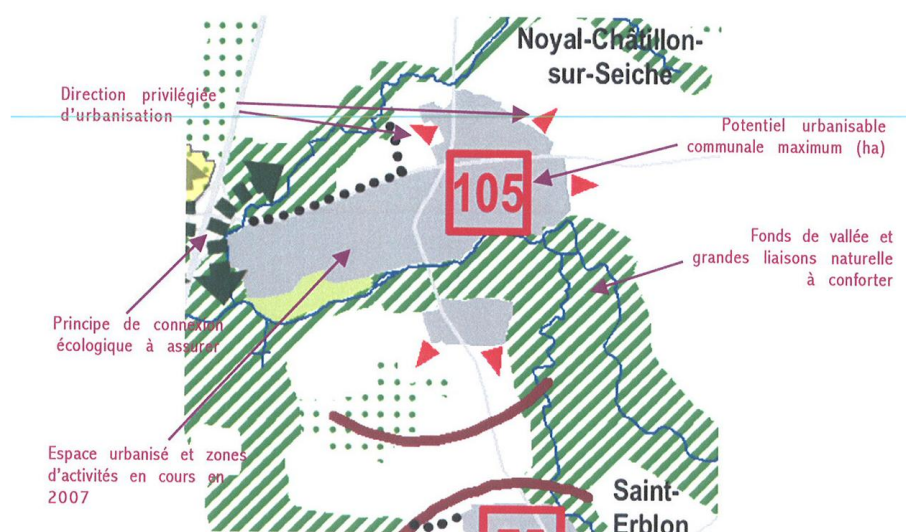 Noyal-Châtillon-
sur-Seiche
Direction privilégiée
d'urbanisation
Potentiel urbanisable
communale maximum (ha)
105
Fonds de vallée et
grandes liaisons naturelle
à conforter
Principe de connexion
écologique à assurer
Espace urbanisé et zones
d'activités en cours en
2007
Saint-
Erblon